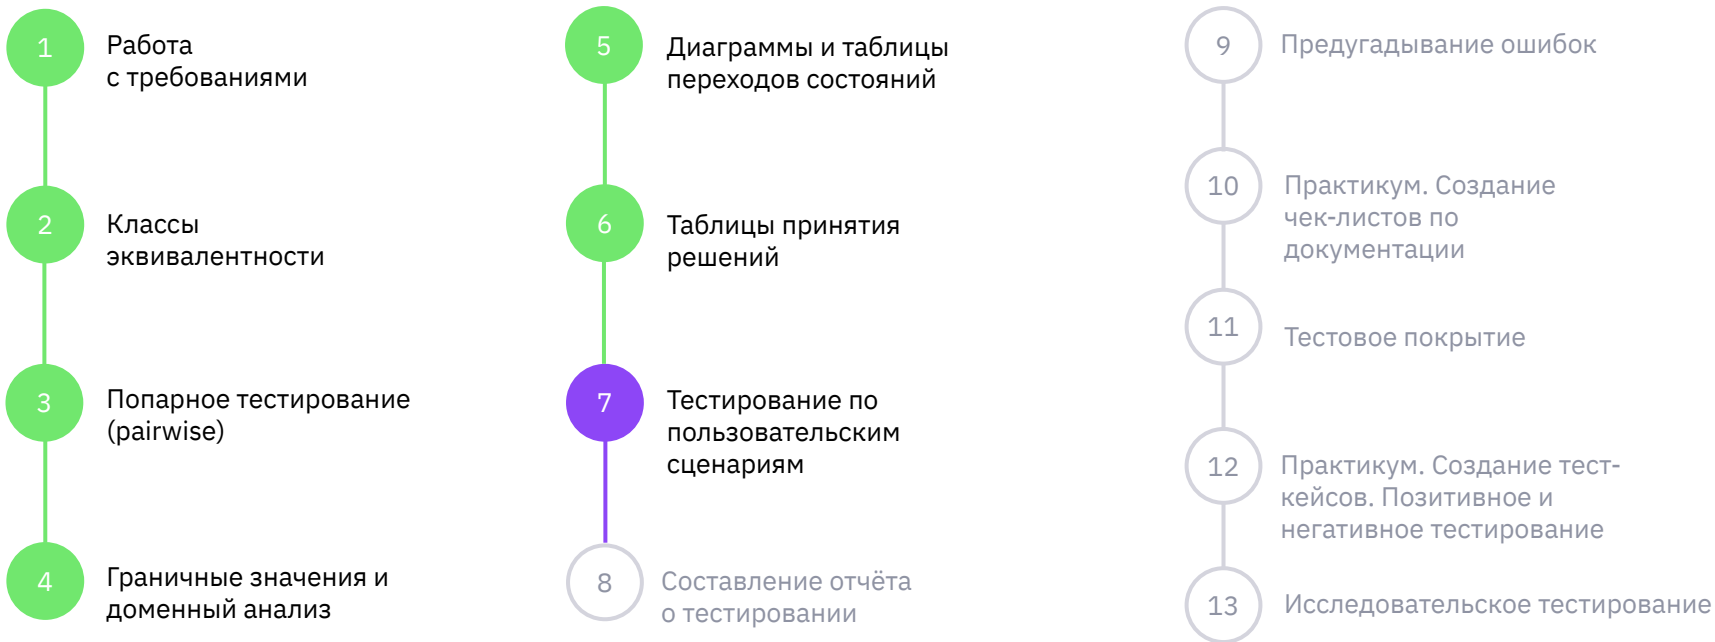 1
Работа
с требованиями
2
Классы
эквивалентности
3
Попарное тестирование
(pairwise)
4
Граничные значения и
доменный анализ
5
Диаграммы и таблицы
переходов состояний
6
Таблицы принятия
решений
7
Тестирование по
пользовательским
сценариям
8
Составление отчёта
о тестировании
9
Предугадывание ошибок
10
Практикум. Создание
чек-листов по
документации
11
Тестовое покрытие
12
Практикум. Создание тест-
кейсов. Позитивное и
негативное тестирование
13
Исследовательское тестирование